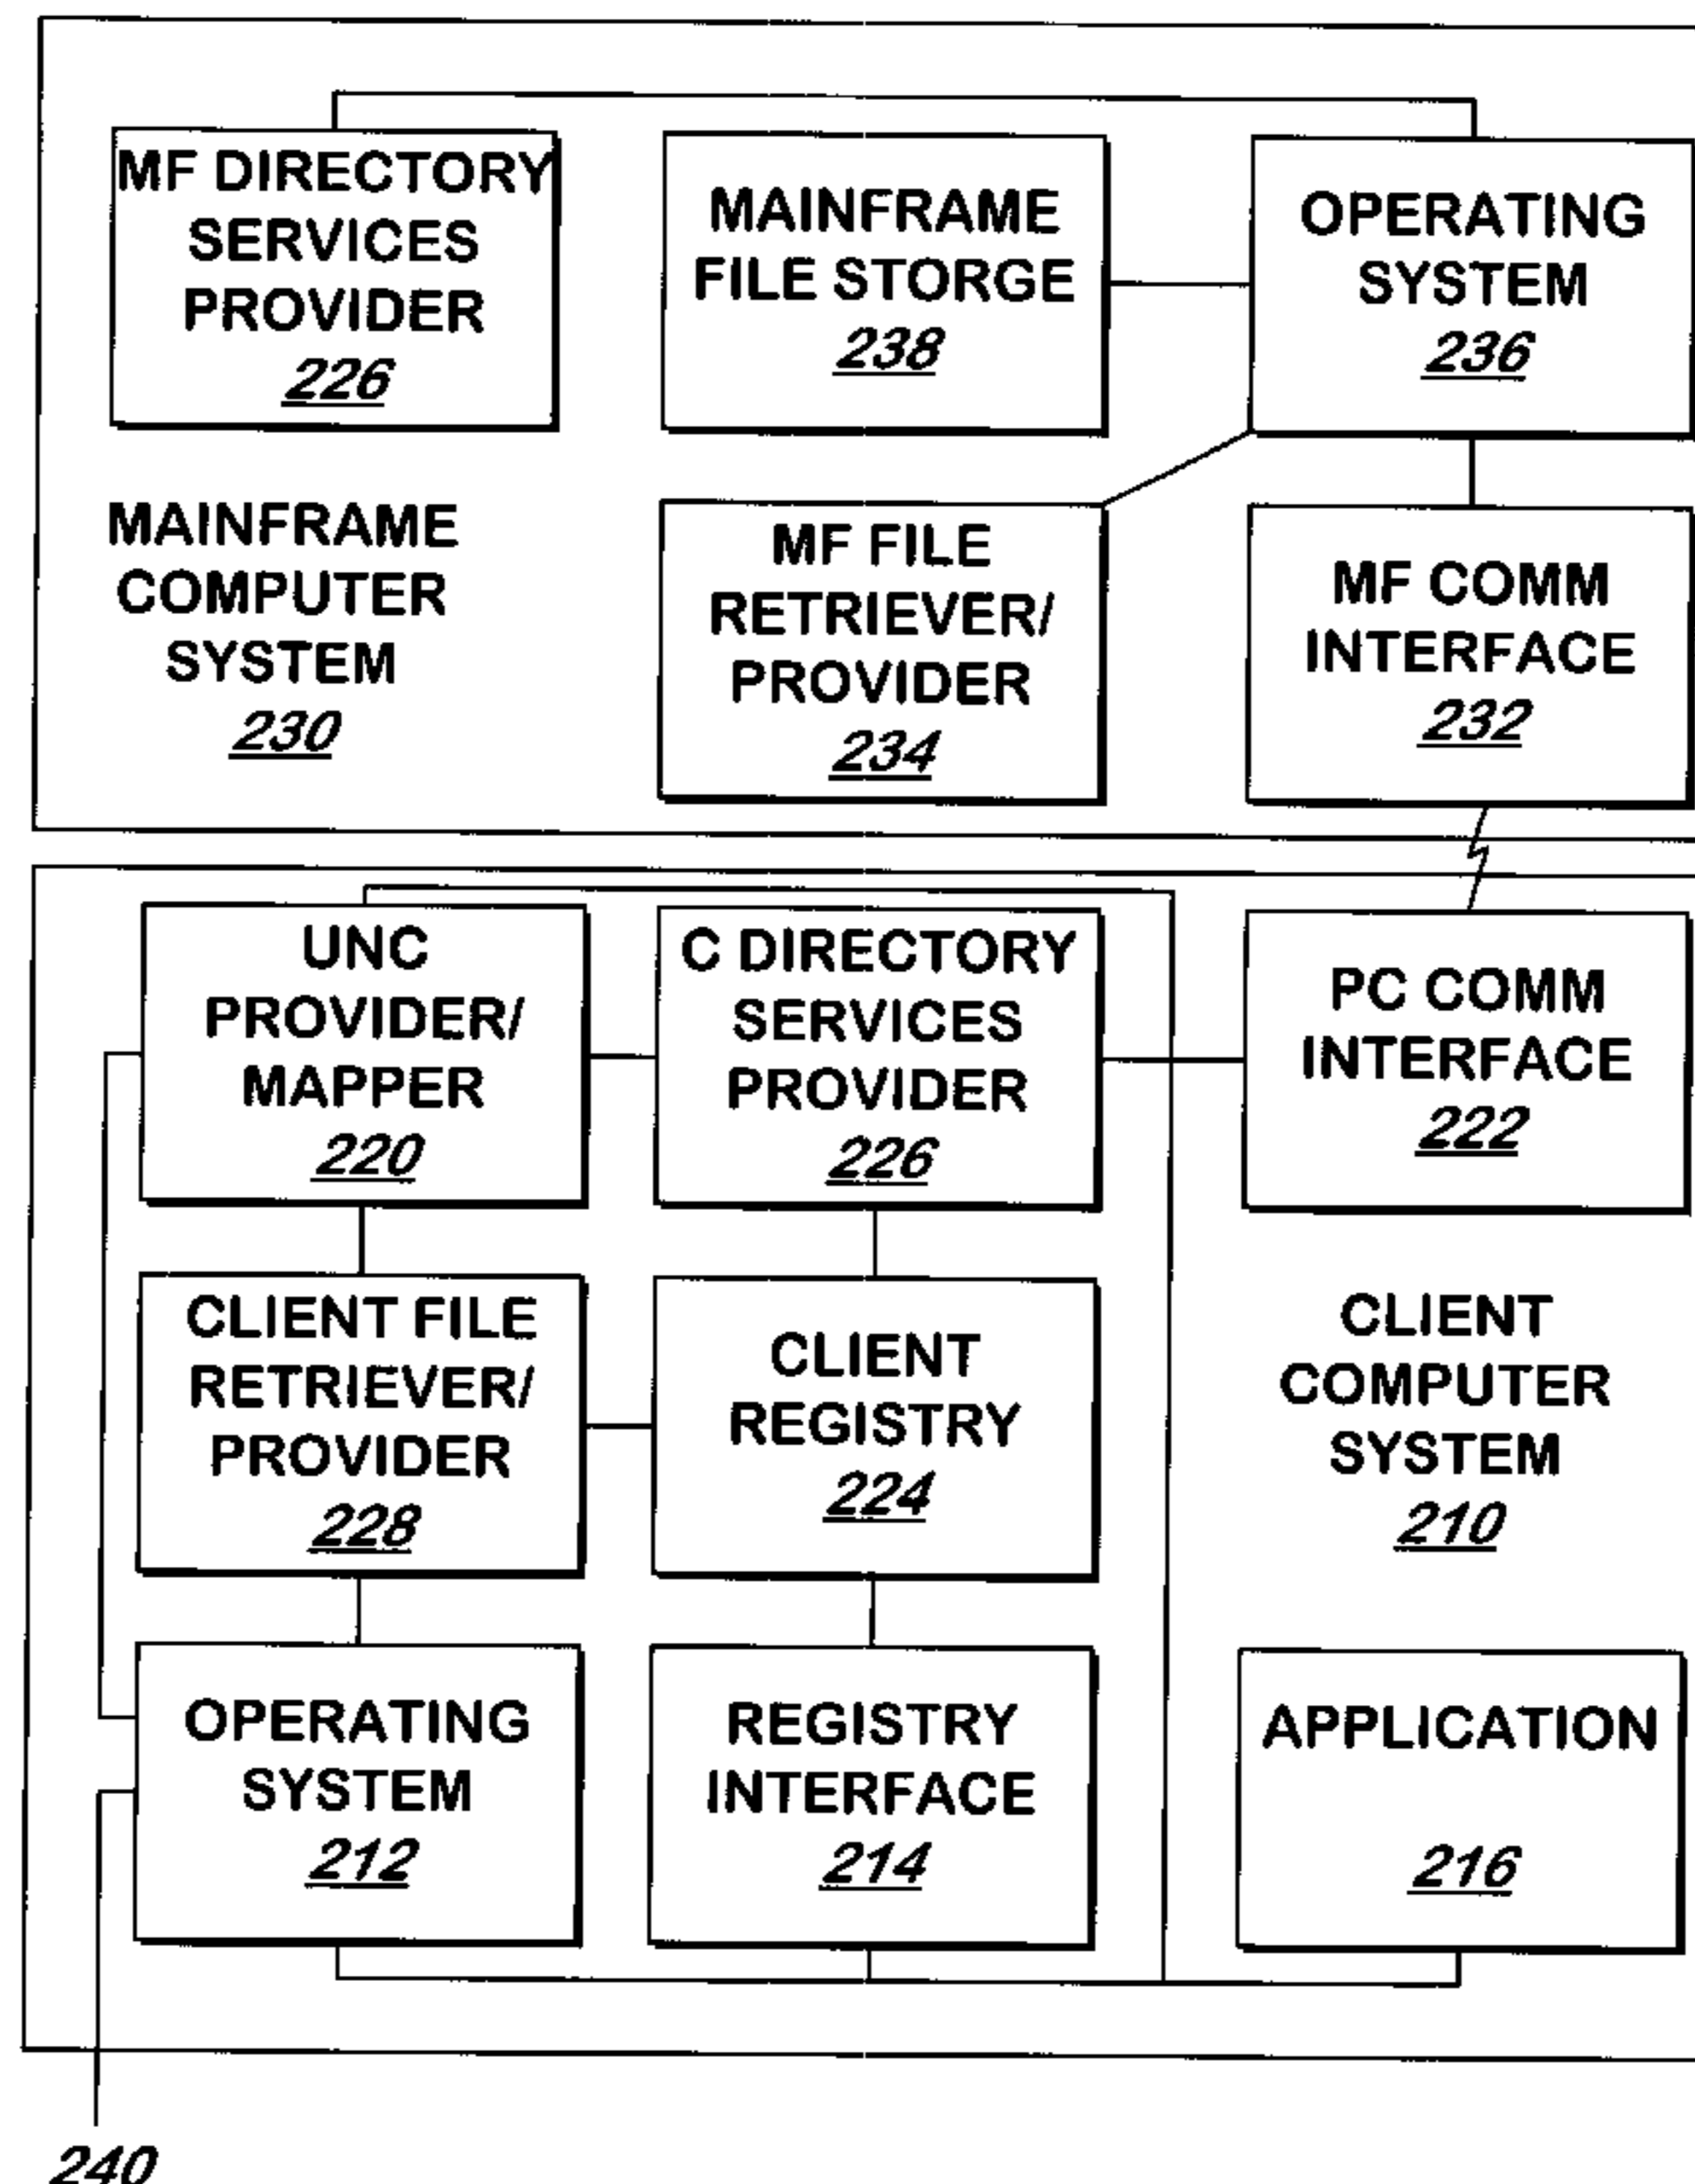 MF DIRECTORY
SERVICES
PROVIDER
226
MAINFRAME
FILE STORGE
238
OPERATING
SYSTEM
236
MAINFRAME
COMPUTER
SYSTEM
230
MF FILE
RETRIEVER/
PROVIDER
234
MF COMM
INTERFACE
232
UNC
PROVIDER/
MAPPER
220
C DIRECTORY
SERVICES
PROVIDER
226
PC COMM
INTERFACE
222
CLIENT FILE
RETRIEVER/
PROVIDER
228
CLIENT
REGISTRY
224
CLIENT
COMPUTER
SYSTEM
210
OPERATING
SYSTEM
212
REGISTRY
INTERFACE
214
APPLICATION
216
240